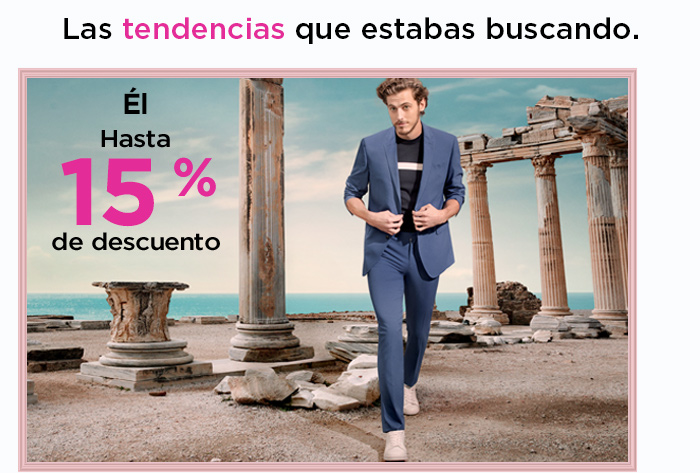 Las tendencias que estabas buscando.
Él
Hasta
15%
de descuento